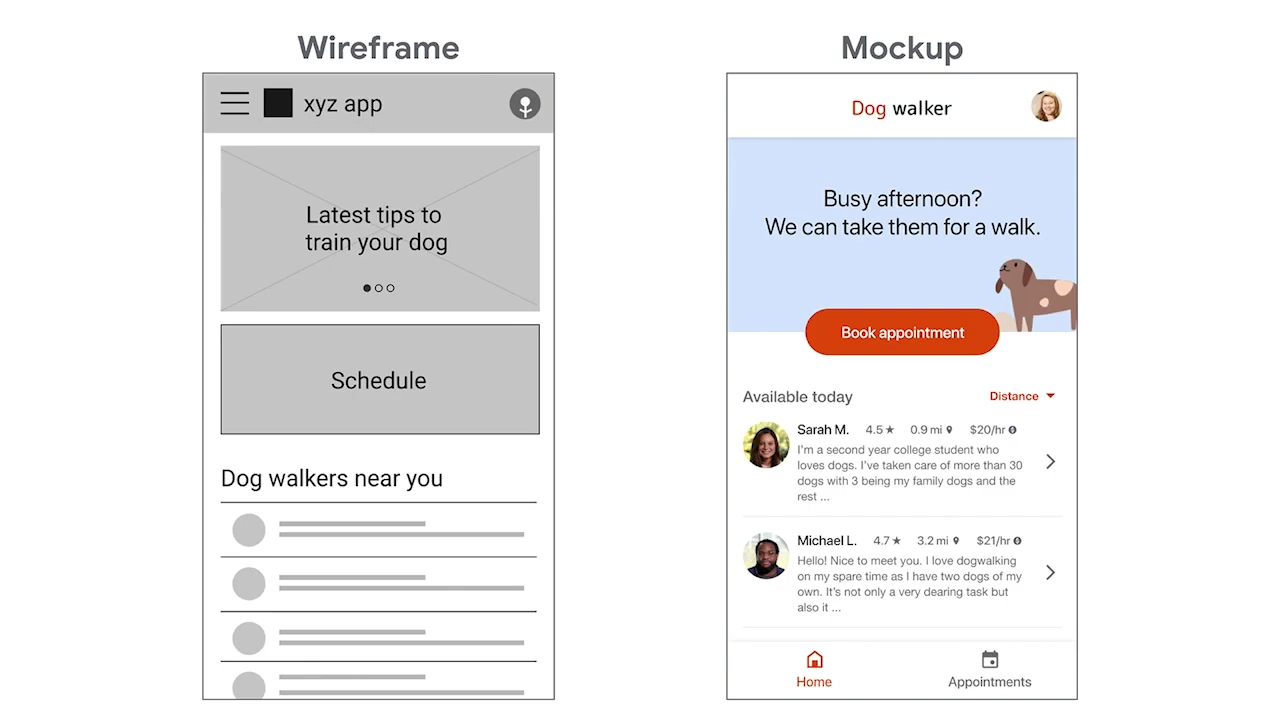 Wireframe
xyz app
Latest tips to
train your dog
Schedule
Dog walkers near you
Mockup
Dog walker
Busy afternoon?
We can take them for a walk.
Book appointment
Available today
Distance
Sarah M. 4.5★ 0.9 mi $20/hr
I'm a second year college student who
loves dogs. I've taken care of more than 30
dogs with 3 being my family dogs and the
rest ...
Michael L. 4.7★ 3.2 mi $21/hr
Hello! Nice to meet you. I love dogwalking
on my spare time as I have two dogs of my
own. It's not only a very dearing task but
also it ...
Home
Appointments